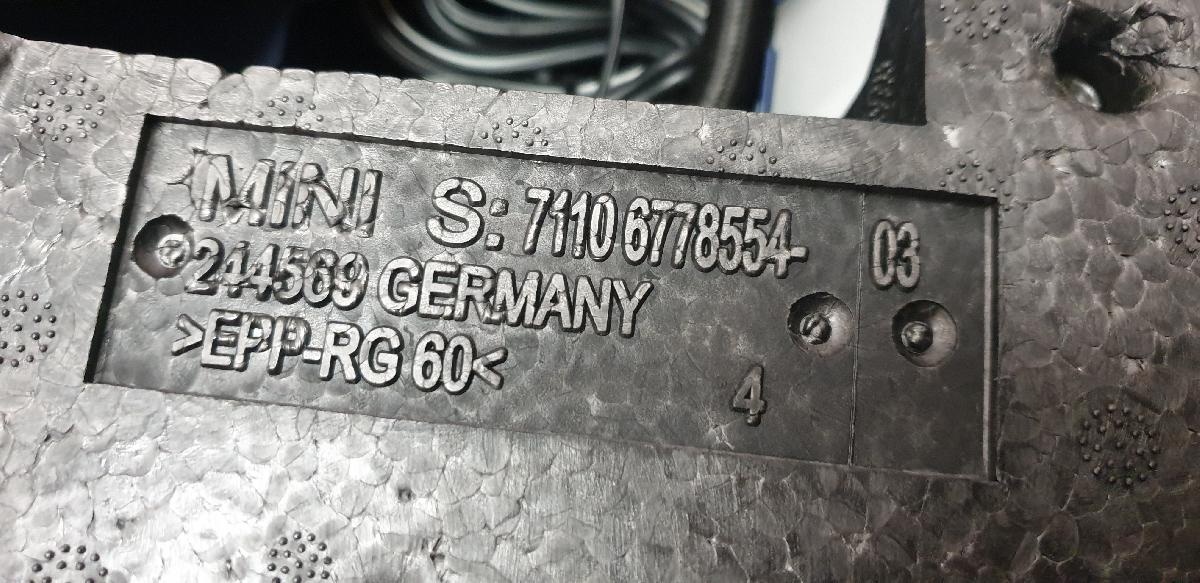 MINI S: 7110 6778554- 03
244569 GERMANY
>EPP-RG 60<
4